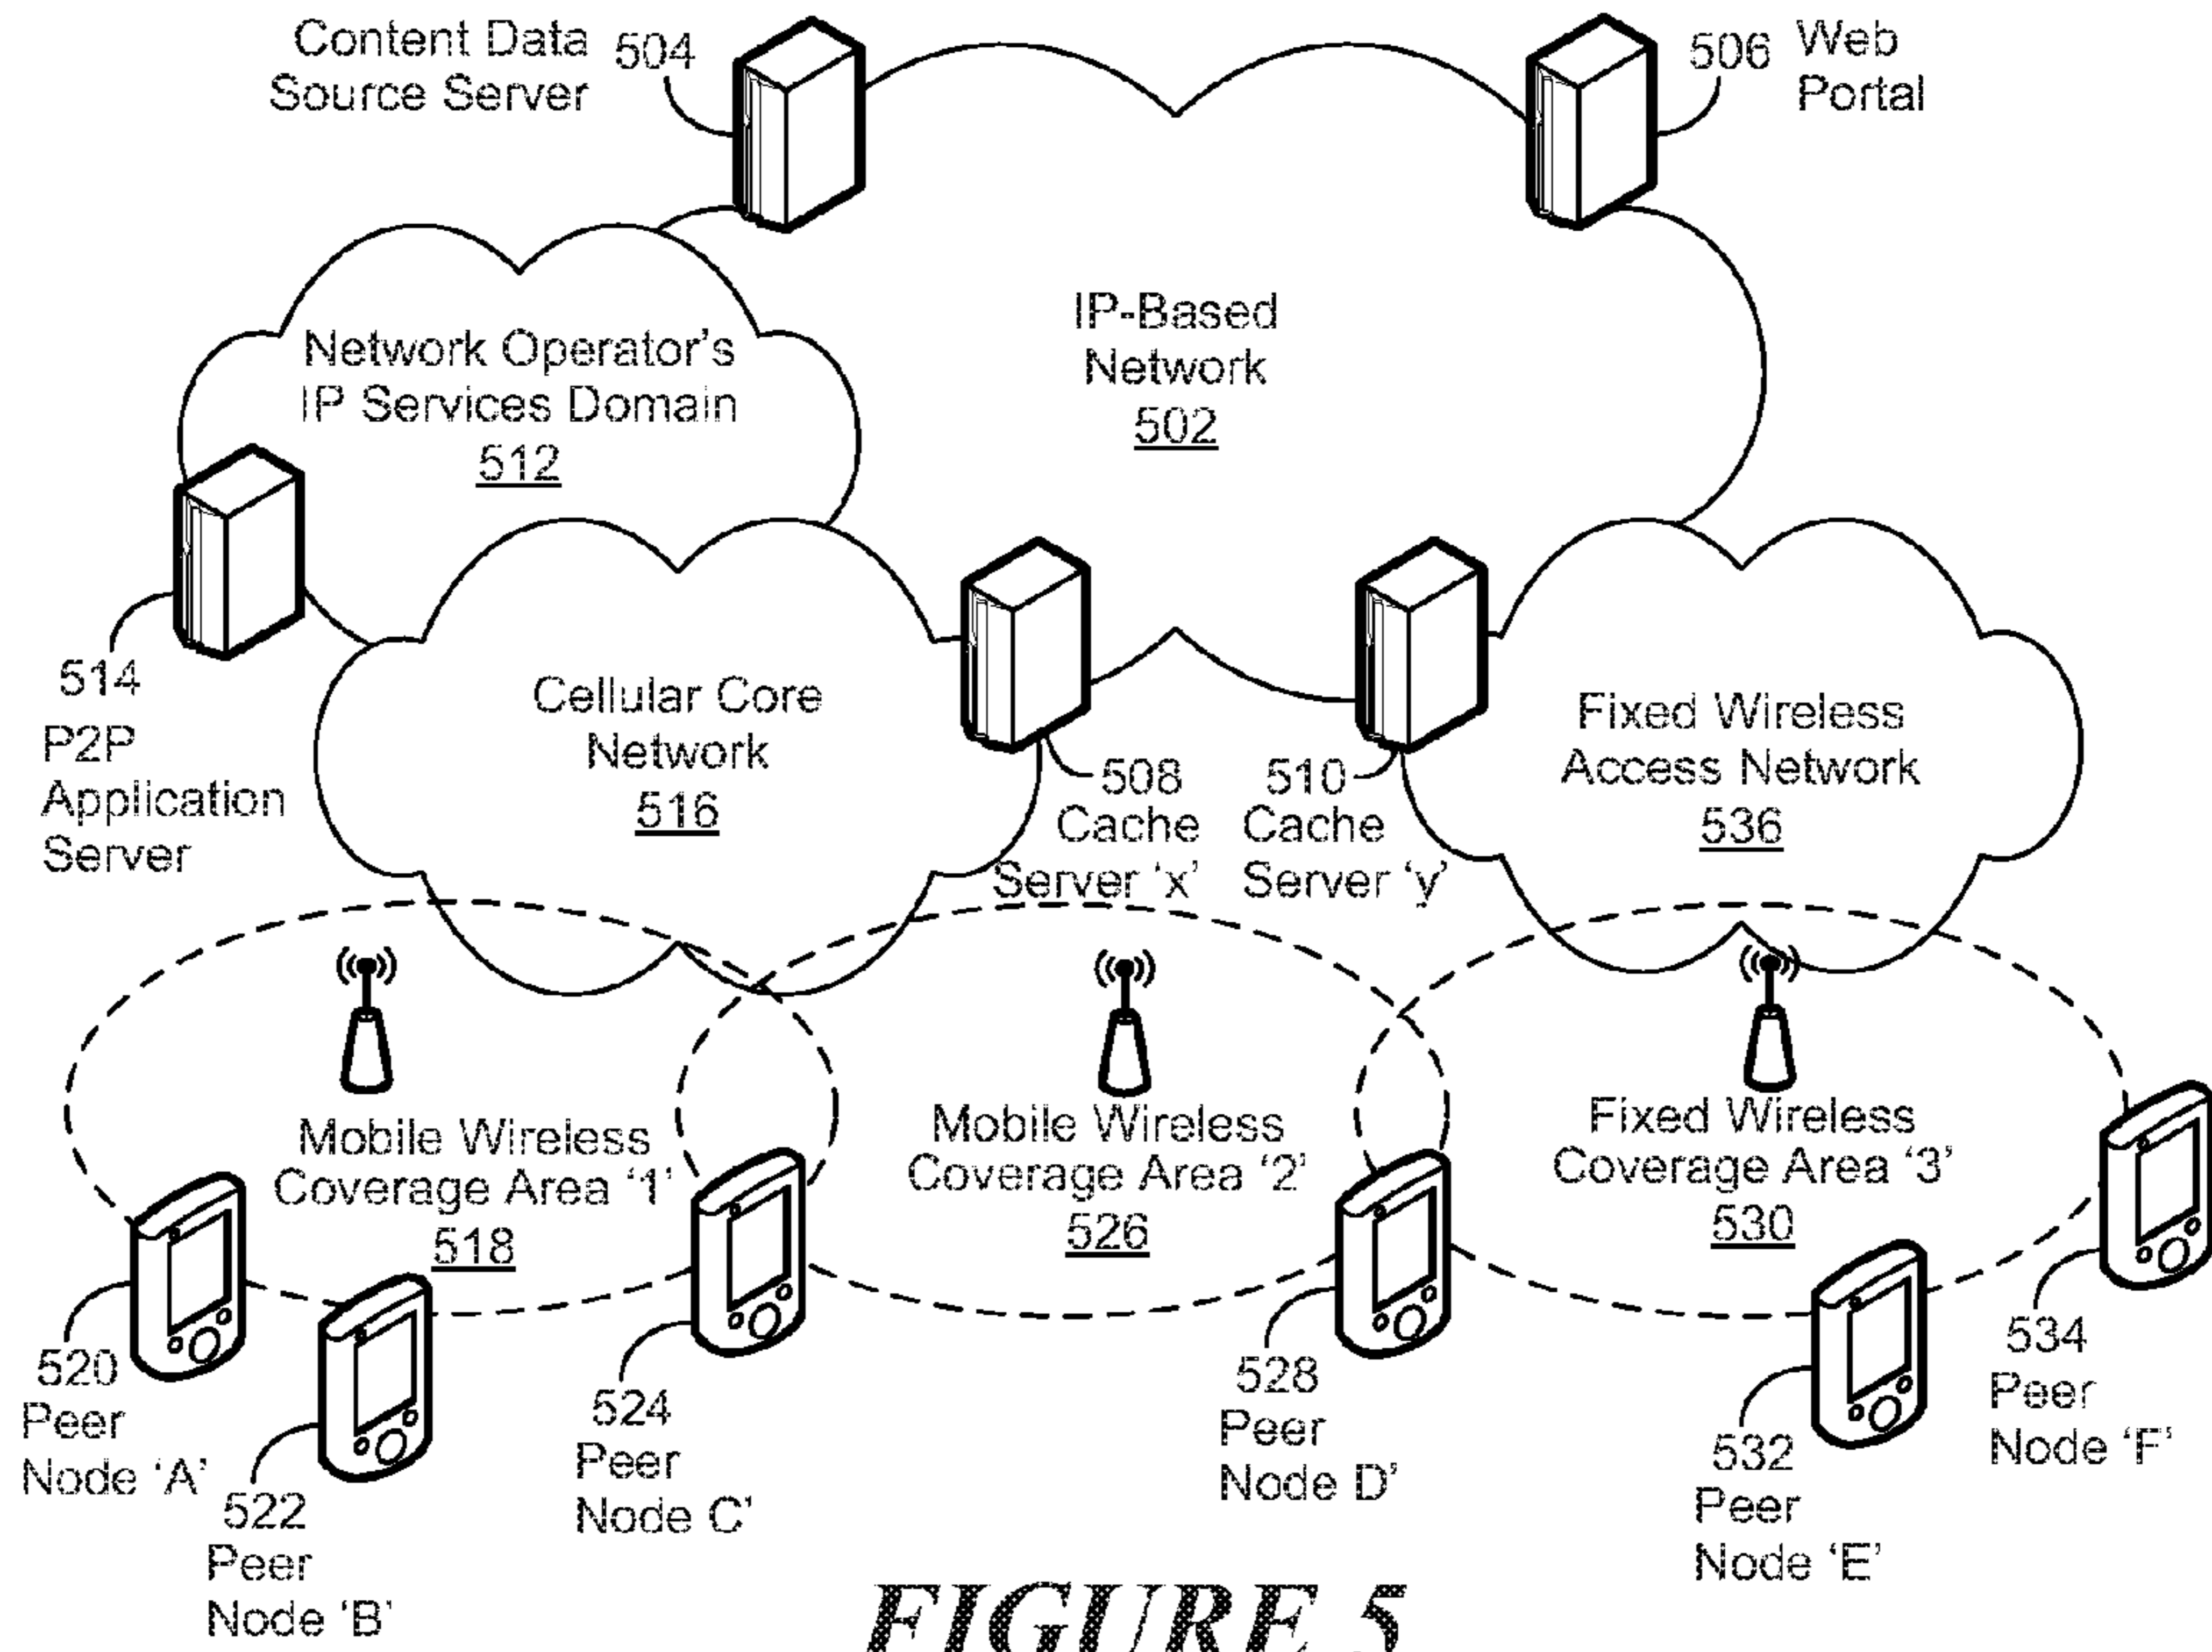 Content Data
Source Server
504
506
Web
Portal
IP-Based
Network
502
Network Operator's
IP Services Domain
512
514
P2P
Application
Server
Cellular Core
Network
516
508
Cache
Server 'x'
510
Cache
Server 'y'
Fixed Wireless
Access Network
536
Mobile Wireless
Coverage Area '1'
518
Mobile Wireless
Coverage Area '2'
526
Fixed Wireless
Coverage Area '3'
530
520
Peer
Node 'A'
522
Peer
Node 'B'
524
Peer
Node C'
528
Peer
Node D'
532
Peer
Node 'E'
534
Peer
Node 'F'
FIGURE 5